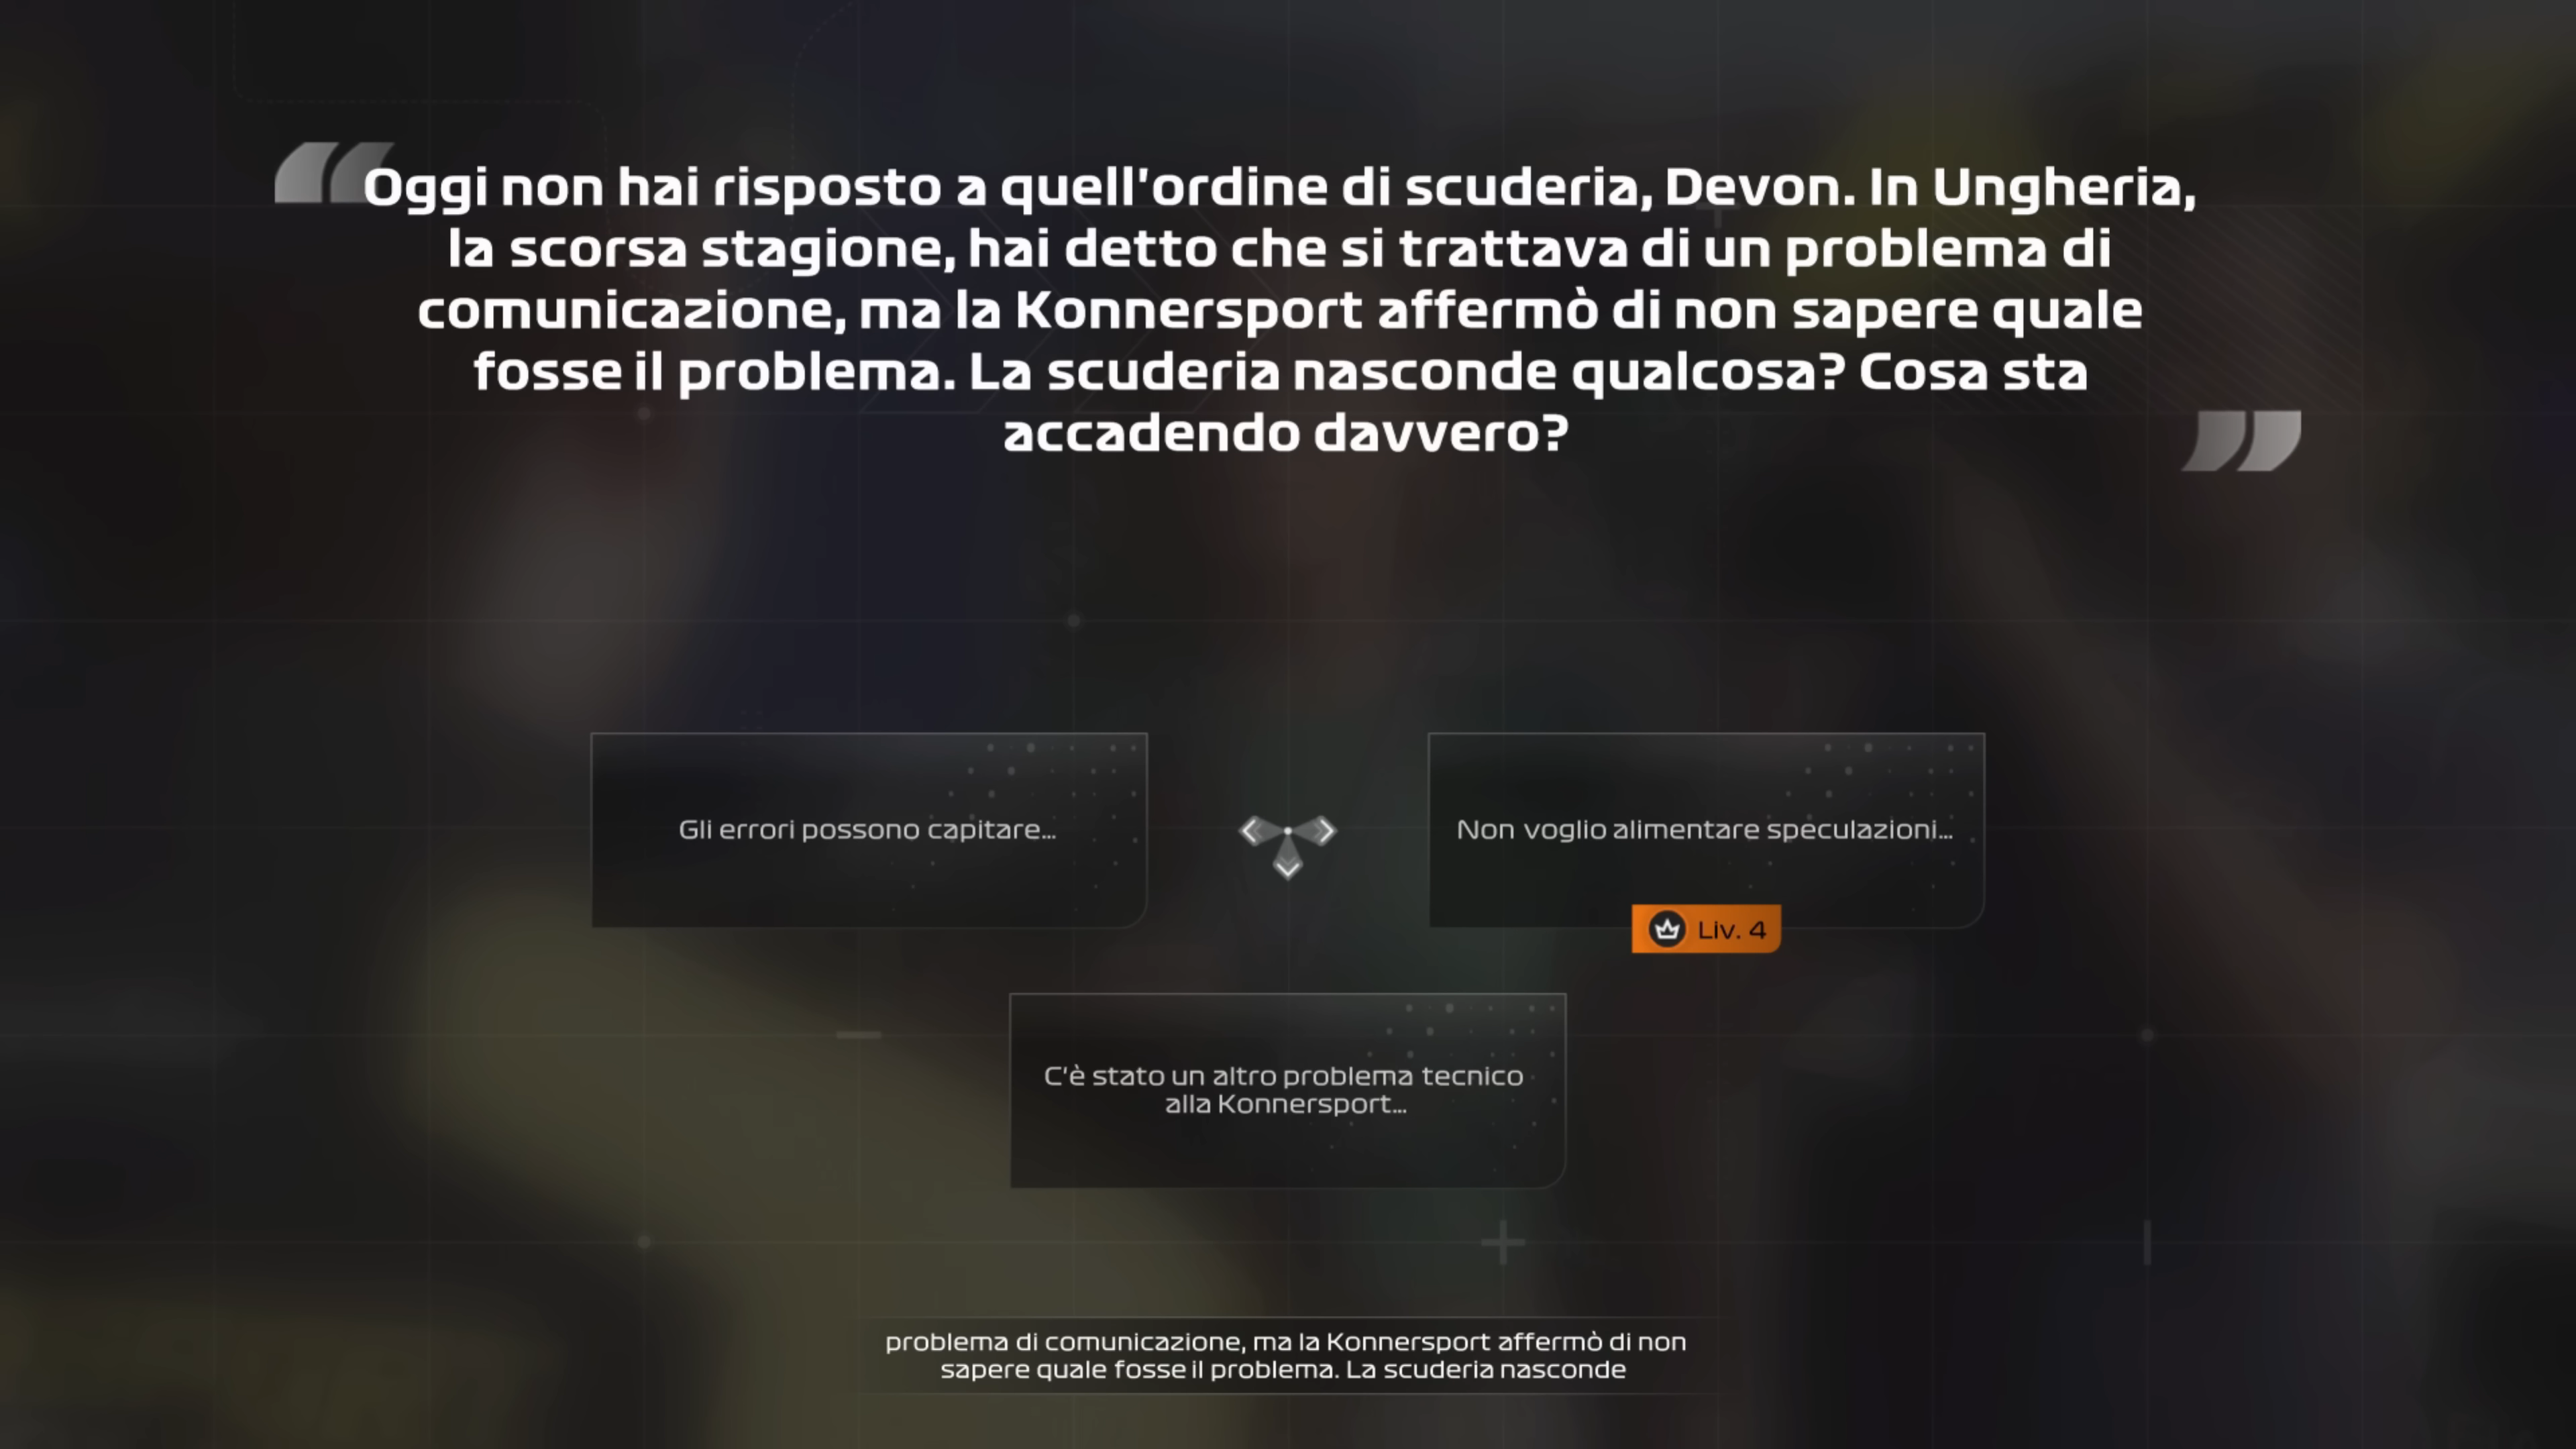 Oggi non hai risposto a quell'ordine di scuderia, Devon. In Ungheria,
la scorsa stagione, hai detto che si trattava di un problema di
comunicazione, ma la Konnersport affermò di non sapere quale
fosse il problema. La scuderia nasconde qualcosa? Cosa sta
accadendo davvero?
Gli errori possono capitare...
Non voglio alimentare speculazioni...
Liv. 4
C'è stato un altro problema tecnico
alla Konnersport...
problema di comunicazione, ma la Konnersport affermò di non
sapere quale fosse il problema. La scuderia nasconde